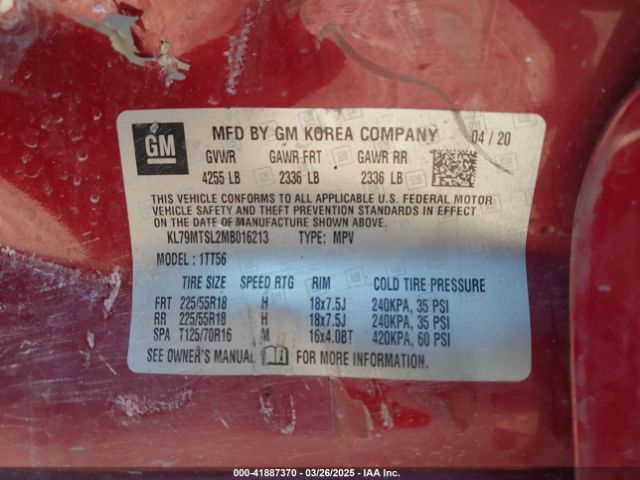 GM
MFD BY GM KOREA COMPANY 04 / 20
GVWR GAWR FRT GAWR RR
4255 LB 2336 LB 2336 LB
THIS VEHICLE CONFORMS TO ALL APPLICABLE U.S. FEDERAL MOTOR
VEHICLE SAFETY AND THEFT PREVENTION STANDARDS IN EFFECT
ON THE DATE OF MANUFACTURE SHOWN ABOVE.
KL79MTSL2MB016213 TYPE: MPV
MODEL: 1TT56
TIRE SIZE SPEED RTG RIM COLD TIRE PRESSURE
FRT 225/55R18 H 18x7.5J 240KPA, 35 PSI
RR 225/55R18 H 18x7.5J 240KPA, 35 PSI
SPA T125/70R16 M 16x4.0BT 420KPA, 60 PSI
SEE OWNER'S MANUAL FOR MORE INFORMATION.
000-41887370 - 03/26/2025 - IAA Inc.